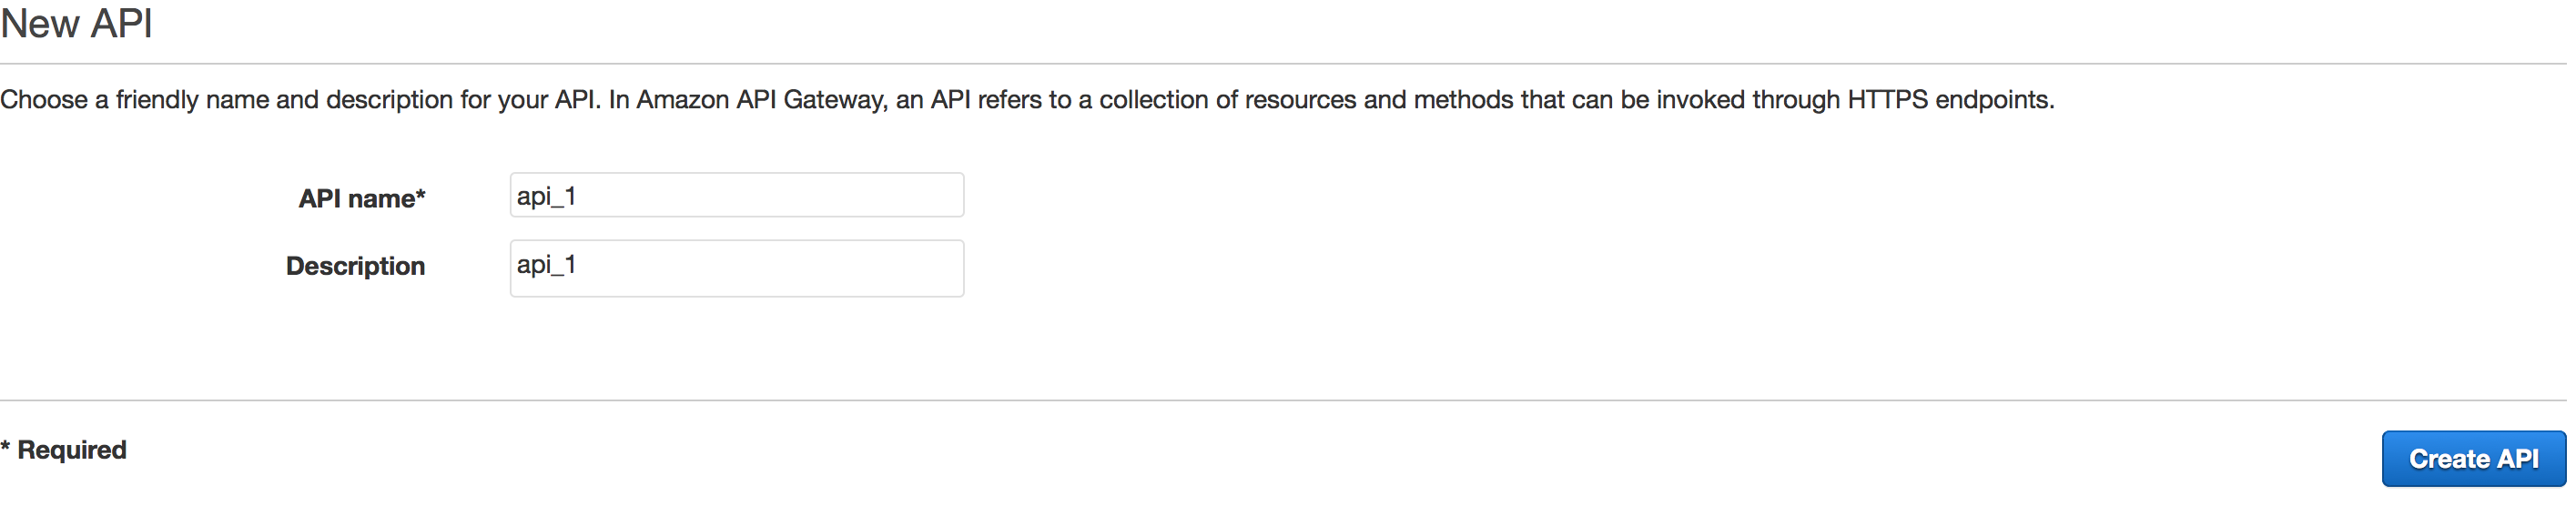 New API
Choose a friendly name and description for your API. In Amazon API Gateway, an API refers to a collection of resources and methods that can be invoked through HTTPS endpoints.
API name* api_1
Description api_1
* Required
Create API